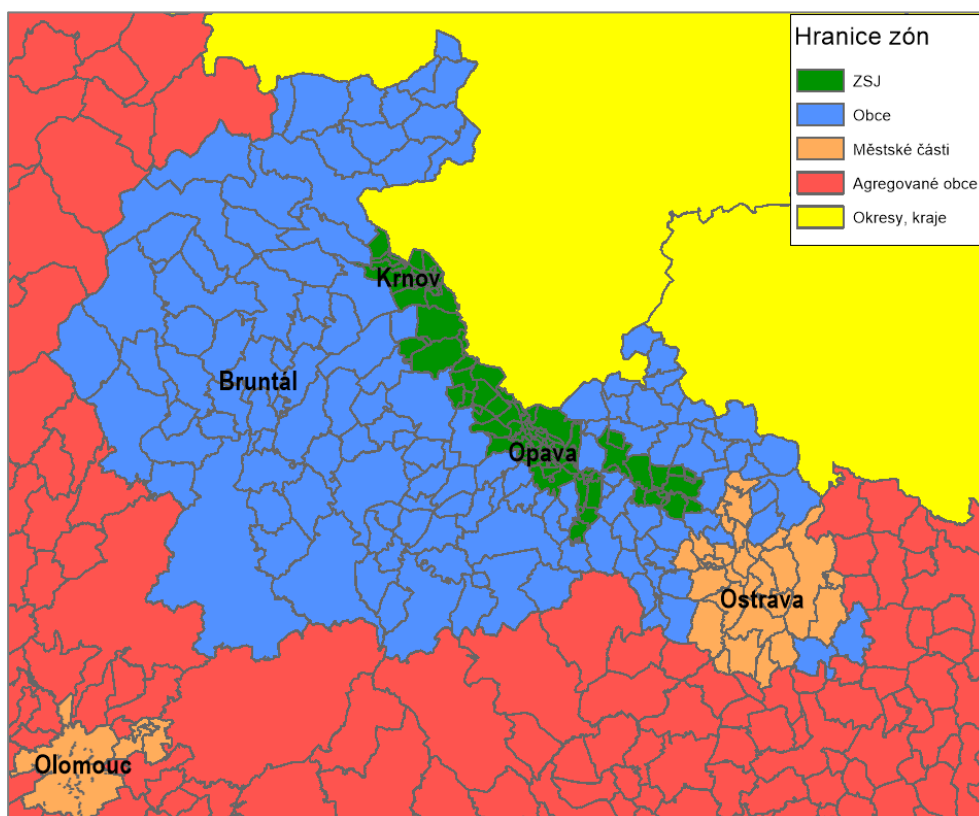 Hranice zón
ZSJ
Obce
Městské části
Agregované obce
Okresy, kraje
Krnov
Bruntál
Opava
Ostrava
Olomouc